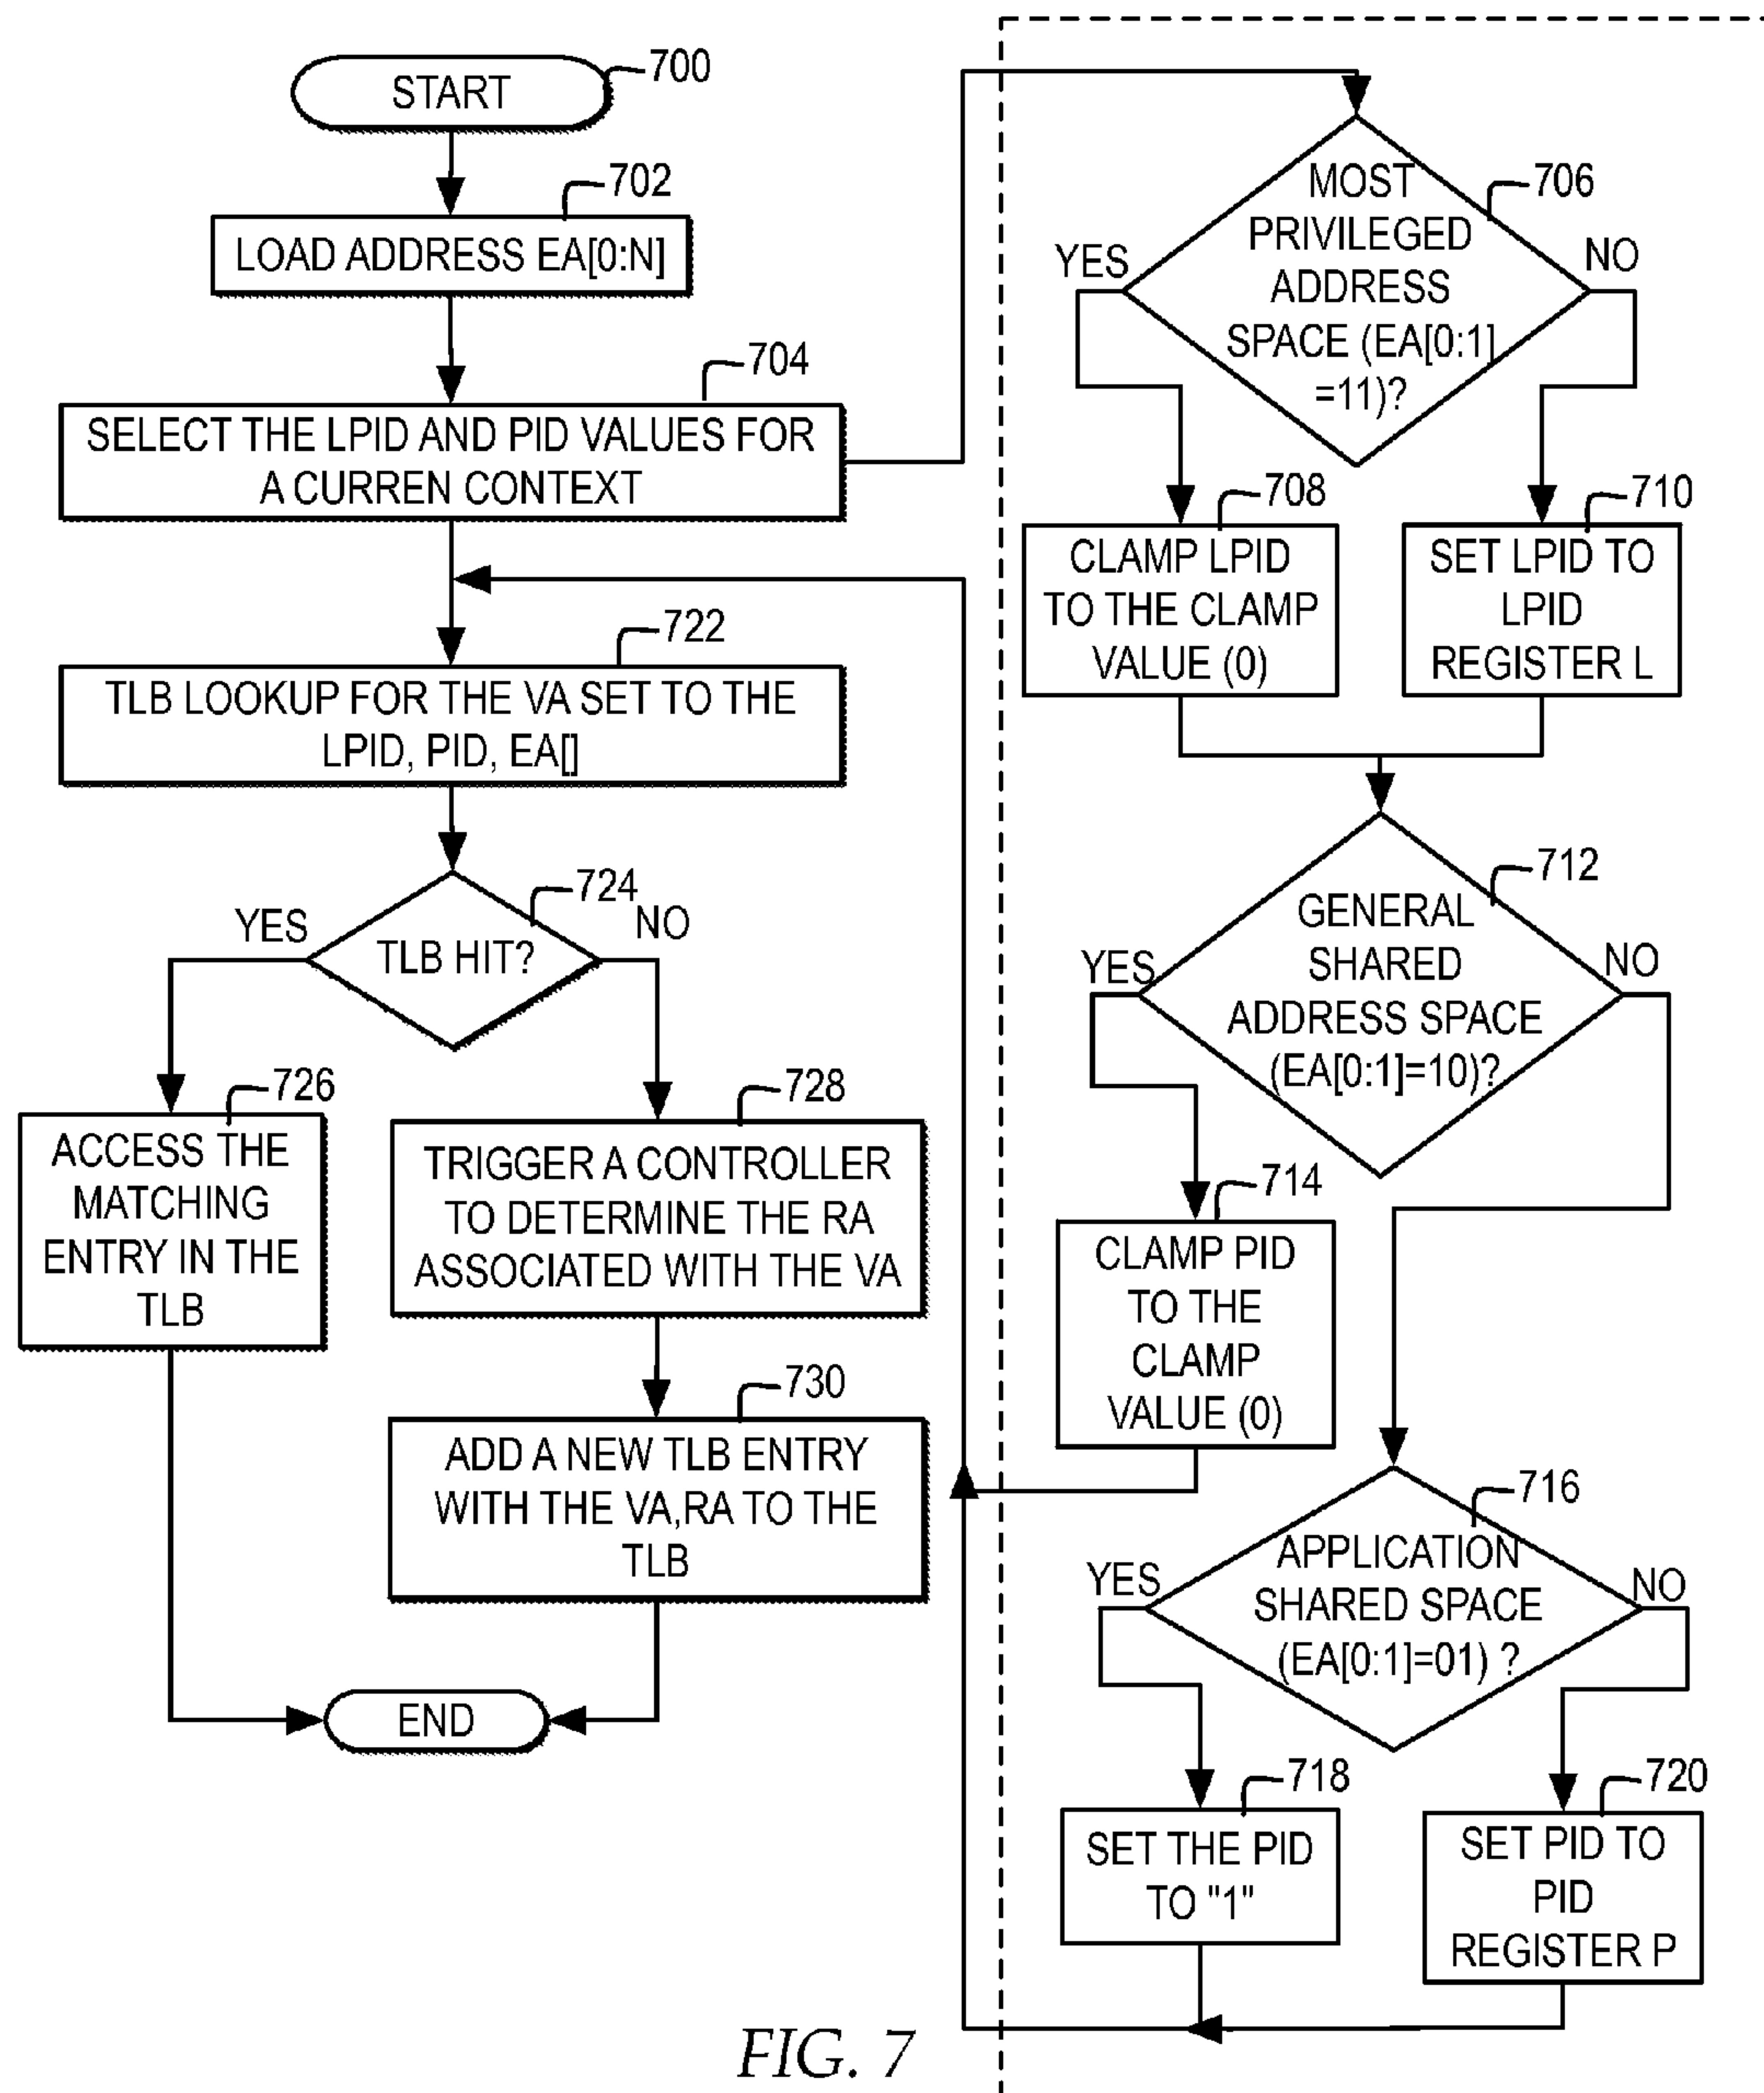 START
700
702
LOAD ADDRESS EA[0:N]
704
SELECT THE LPID AND PID VALUES FOR
A CURREN CONTEXT
722
TLB LOOKUP FOR THE VA SET TO THE
LPID, PID, EA[]
724
YES
NO
TLB HIT?
726
ACCESS THE
MATCHING
ENTRY IN THE
TLB
728
TRIGGER A CONTROLLER
TO DETERMINE THE RA
ASSOCIATED WITH THE VA
730
ADD A NEW TLB ENTRY
WITH THE VA,RA TO THE
TLB
END
706
MOST
PRIVILEGED
ADDRESS
SPACE (EA[0:1]
=11)?
YES
NO
708
CLAMP LPID
TO THE CLAMP
VALUE (0)
710
SET LPID TO
LPID
REGISTER L
712
GENERAL
SHARED
ADDRESS SPACE
(EA[0:1]=10)?
YES
NO
714
CLAMP PID
TO THE
CLAMP
VALUE (0)
716
APPLICATION
SHARED SPACE
(EA[0:1]=01) ?
YES
NO
718
SET THE PID
TO "1"
720
SET PID TO
PID
REGISTER P
FIG. 7